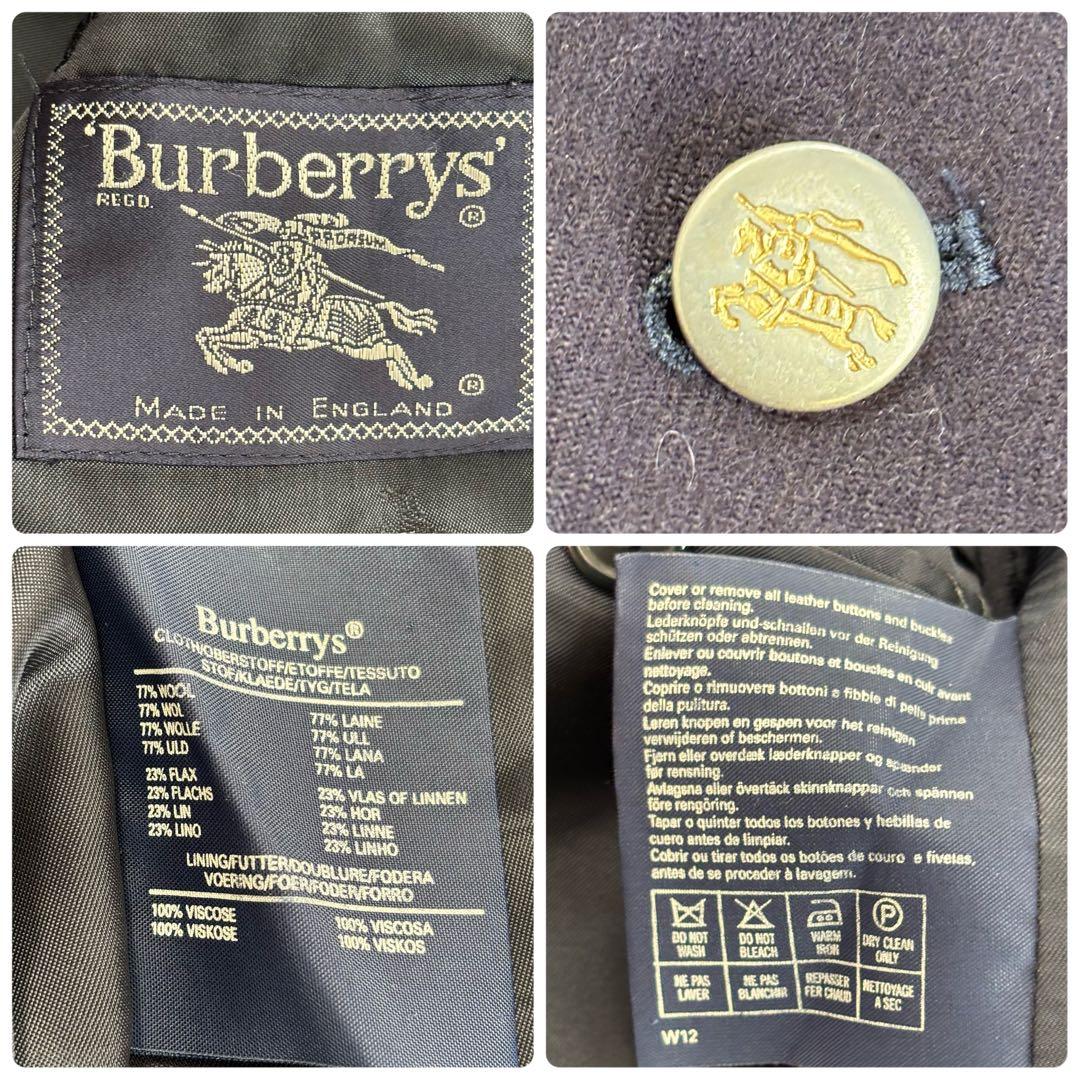 'Burberrys'
REGD.
®
PRORSUM
®
MADE IN ENGLAND
Burberrys®
CLOTH/OBERSTOFF/ETOFFE/TESSUTO
STOF/KLAEDE/TYG/TELA
77% WOOL
77% WOL
77% WOLLE
77% ULD
77% LAINE
77% ULL
77% LANA
77% LA
23% FLAX
23% FLACHS
23% LIN
23% LINO
23% VLAS OF LINNEN
23% HOR
23% LINNE
23% LINHO
LINING/FUTTER/DOUBLURE/FODERA
VOERING/FOER/FODER/FORRO
100% VISCOSE
100% VISKOSE
100% VISCOSA
100% VISKOS
Cover or remove all leather buttons and buckles
before cleaning.
Lederknöpfe und-schnallen vor der Reinigung
schützen oder abtrennen.
Enlever ou couvrir boutons et boucles en cuir avant
nettoyage.
Coprire o rimuovere bottoni e fibbie di pelle prima
della pulitura.
Leren knopen en gespen voor het reinigen
verwijderen of beschermen.
Fjern eller overdæk læderknapper og spænder
før rensning.
Avlagsna eller övertäck skinnknappar och spännen
före rengöring.
Tapar o quintar todos los botones y hebillas de
cuero antes de limpiar.
Cobrir ou tirar todos os botões de couro e fivelas,
antes de se proceder à lavagem.
P
DO NOT WASH
DO NOT BLEACH
WARM IRON
DRY CLEAN ONLY
NE PAS LAVER
NE PAS BLANCHIR
REPASSER FER CHAUD
NETTOYAGE A SEC
W12